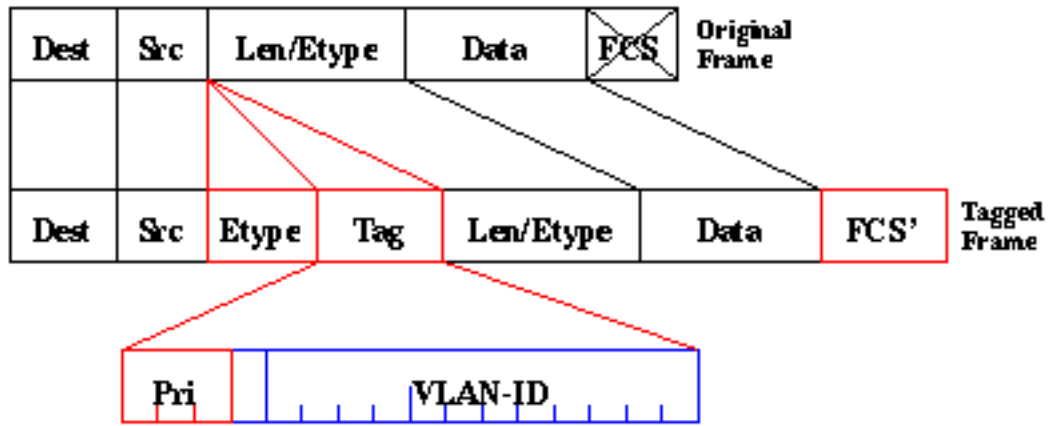 Dest Src Len/Etype Data FCS Original
Frame
Dest Src Etype Tag Len/Etype Data FCS’ Tagged
Frame
Pri VLAN-ID